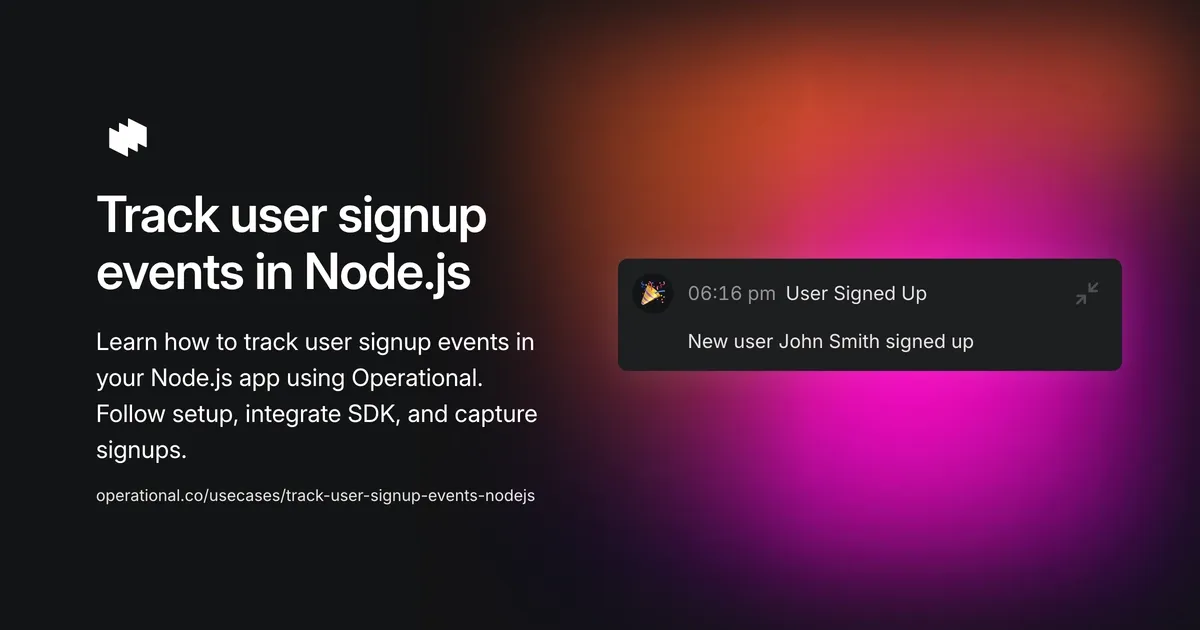 Track user signup
events in Node.js
Learn how to track user signup events in
your Node.js app using Operational.
Follow setup, integrate SDK, and capture
signups.
operational.co/usecases/track-user-signup-events-nodejs
06:16 pm User Signed Up
New user John Smith signed up